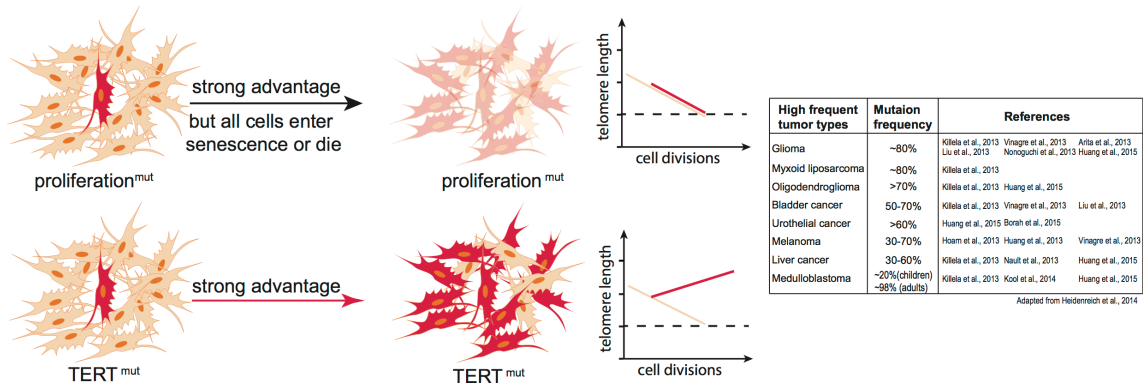 strong advantage
but all cells enter
senescence or die
proliferation mut
telomere length
cell divisions
strong advantage
TERT mut
TERT mut
telomere length
cell divisions
High frequent tumor types Mutaion frequency References
Glioma ~80% Killela et al., 2013 Vinagre et al., 2013 Arita et al., 2013
Liu et al., 2013 Nonoguchi et al., 2013 Huang et al., 2015
Myxoid liposarcoma ~80% Killela et al., 2013
Oligodendroglioma >70% Killela et al., 2013 Huang et al., 2015
Bladder cancer 50-70% Killela et al., 2013 Vinagre et al., 2013 Liu et al., 2013
Urothelial cancer >60% Huang et al., 2015 Borah et al., 2015
Melanoma 30-70% Hoarn et al., 2013 Huang et al., 2013 Vinagre et al., 2013
Liver cancer 30-60% Killela et al., 2013 Nault et al., 2013 Huang et al., 2015
Medulloblastoma ~20%(children) Killela et al., 2013 Kool et al., 2014 Huang et al., 2015
~98% (adults)
Adapted from Heidenreich et al., 2014